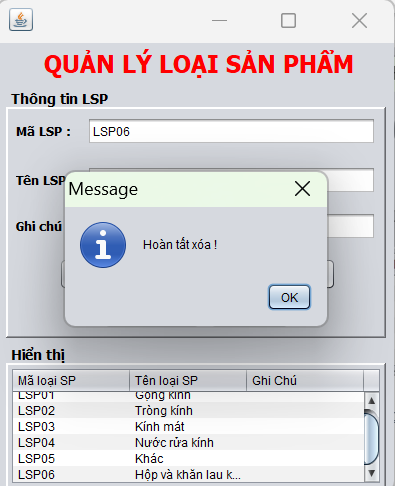 QUẢN LÝ LOẠI SẢN PHẨM
Thông tin LSP
Mã LSP : LSP06
Message
Tên LSP
Ghi chú
Hoàn tất xóa !
OK
Hiển thị
Mã loại SP Tên loại SP Ghi Chú
LSP01 Gọng kính
LSP02 Tròng kính
LSP03 Kính mát
LSP04 Nước rửa kính
LSP05 Khác
LSP06 Hộp và khăn lau k...